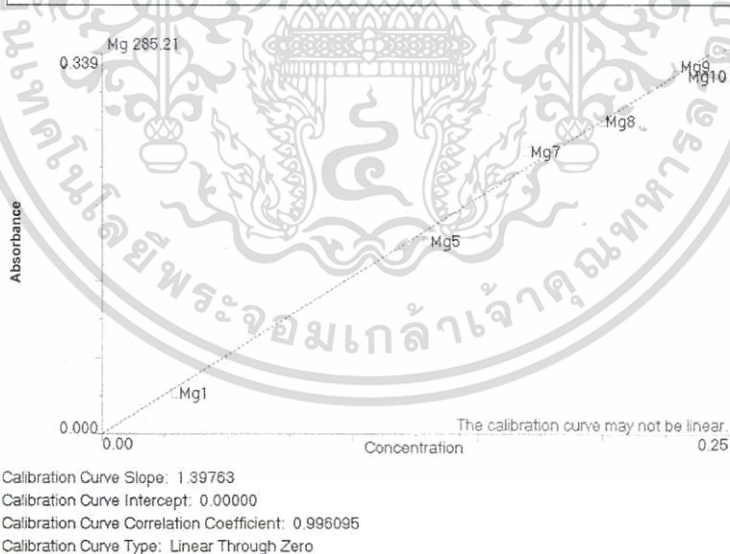 Mg 285.21
0.339
Mg9
Mg10
Mg8
Mg7
Mg5
Mg1
Absorbance
0.000
The calibration curve may not be linear.
0.00
Concentration
0.25
Calibration Curve Slope: 1.39763
Calibration Curve Intercept: 0.00000
Calibration Curve Correlation Coefficient: 0.996095
Calibration Curve Type: Linear Through Zero